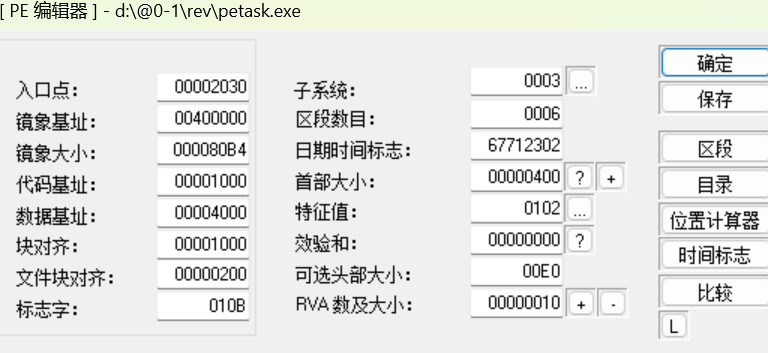 [ PE 编辑器 ] - d:\@0-1\rev\petask.exe
入口点: 00002030 子系统: 0003 ... 确定
镜象基址: 00400000 区段数目: 0006 保存
镜象大小: 000080B4 日期时间标志: 67712302 区段
代码基址: 00001000 首部大小: 00000400 ? + 目录
数据基址: 00004000 特征值: 0102 ... 位置计算器
块对齐: 00001000 效验和: 00000000 ? 时间标志
文件块对齐: 00000200 可选头部大小: 00E0 比较
标志字: 010B RVA 数及大小: 00000010 + - L